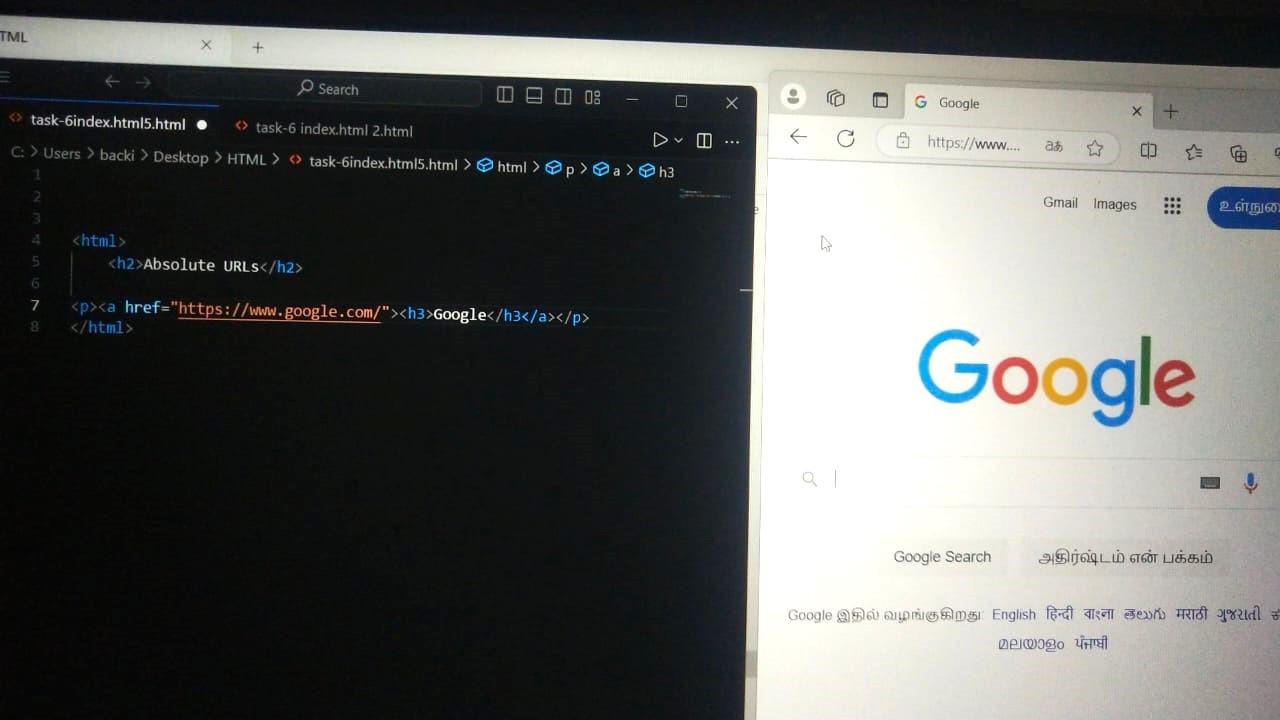 TML
Search
task-6index.html5.html
task-6 index.html 2.html
C: > Users > backi > Desktop > HTML > task-6index.html5.html > html > p > a > h3
1
2
3
4 <html>
5 <h2>Absolute URLs</h2>
6
7 <p><a href="https://www.google.com/"><h3>Google</h3</a></p>
8 </html>
Google
https://www....
Gmail Images
Google
Google Search அதிர்ஷ்டம் என் பக்கம்
Google இதில் வழங்குகிறது: English हिन्दी বাংলা తెలుగు मराठी ગુજરાતી
മലയാളം ਪੰਜਾਬੀ